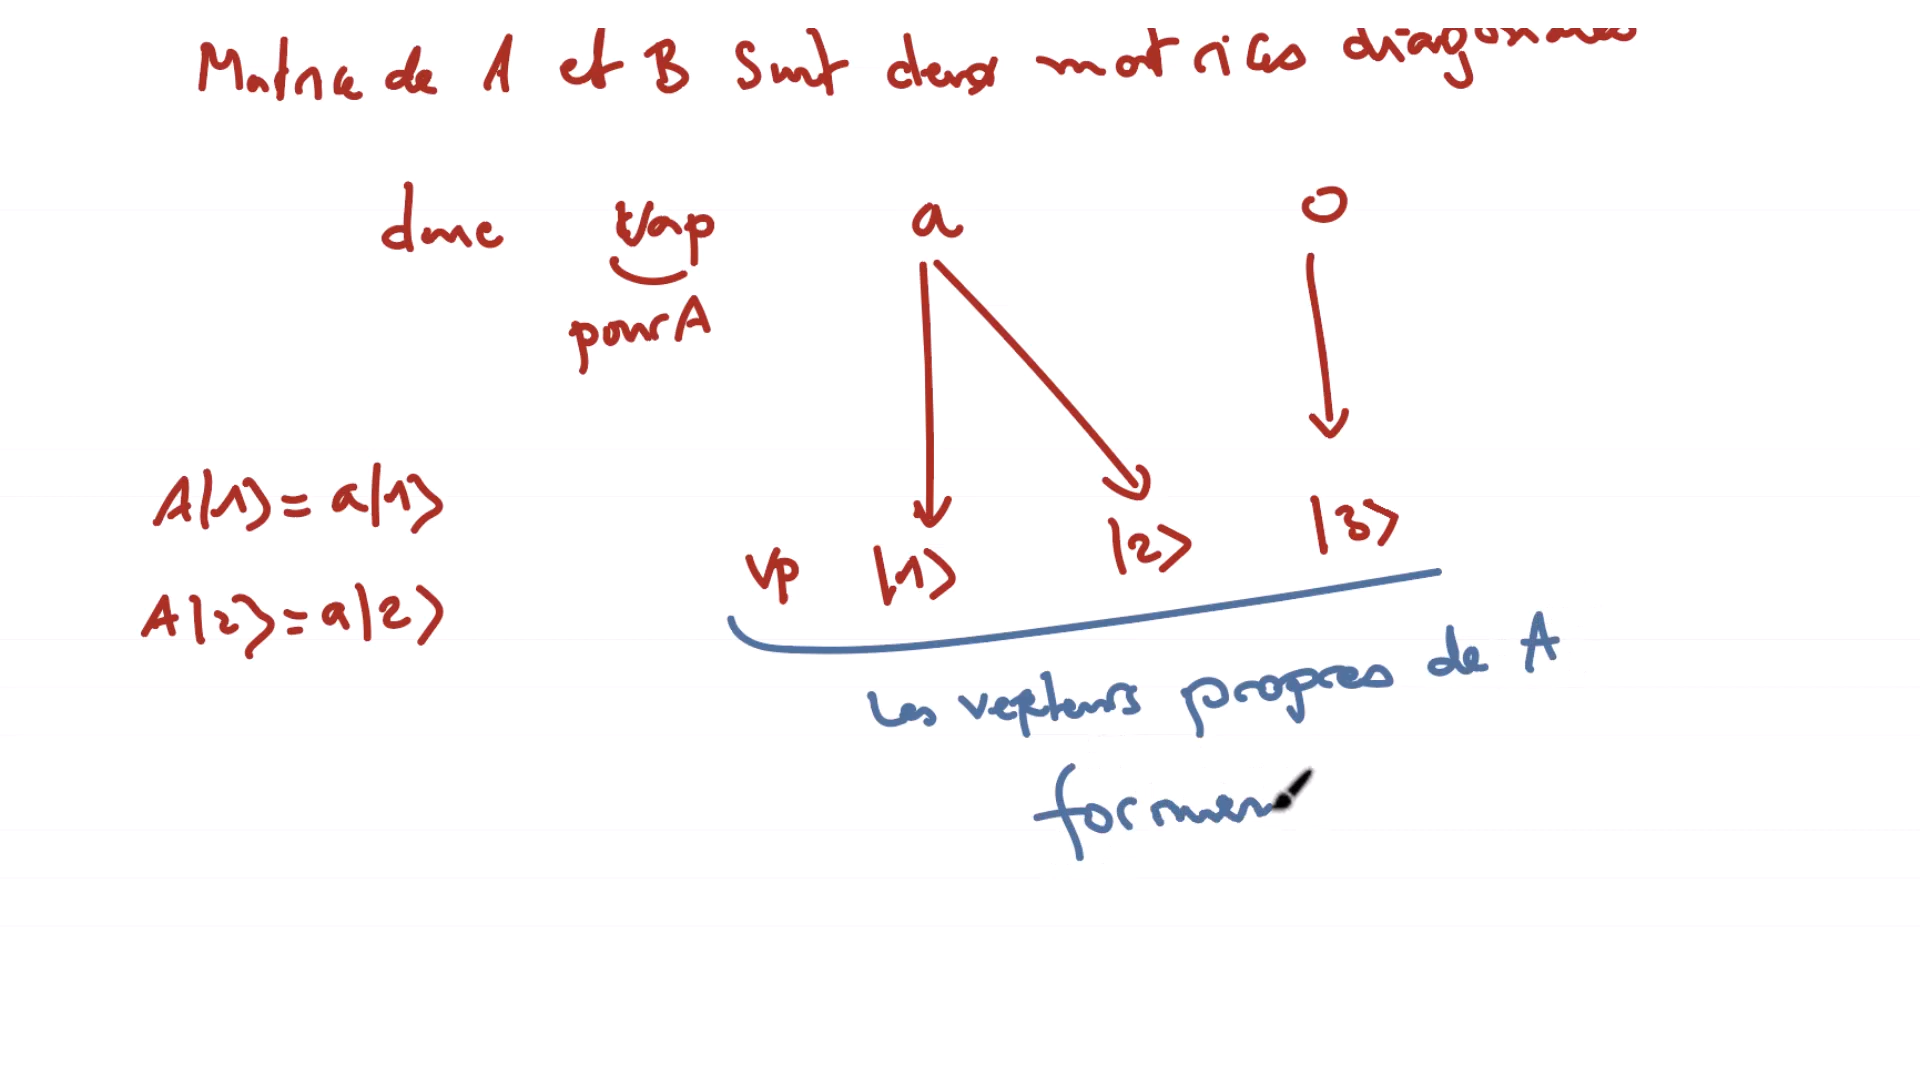 Matrice de A et B sont deux matrices diagonales
donc Vap a 0
pour A
A|1⟩ = a|1⟩
|3⟩
vp |1⟩ |2⟩
A|2⟩ = a|2⟩
Les vecteurs propres de A
formen